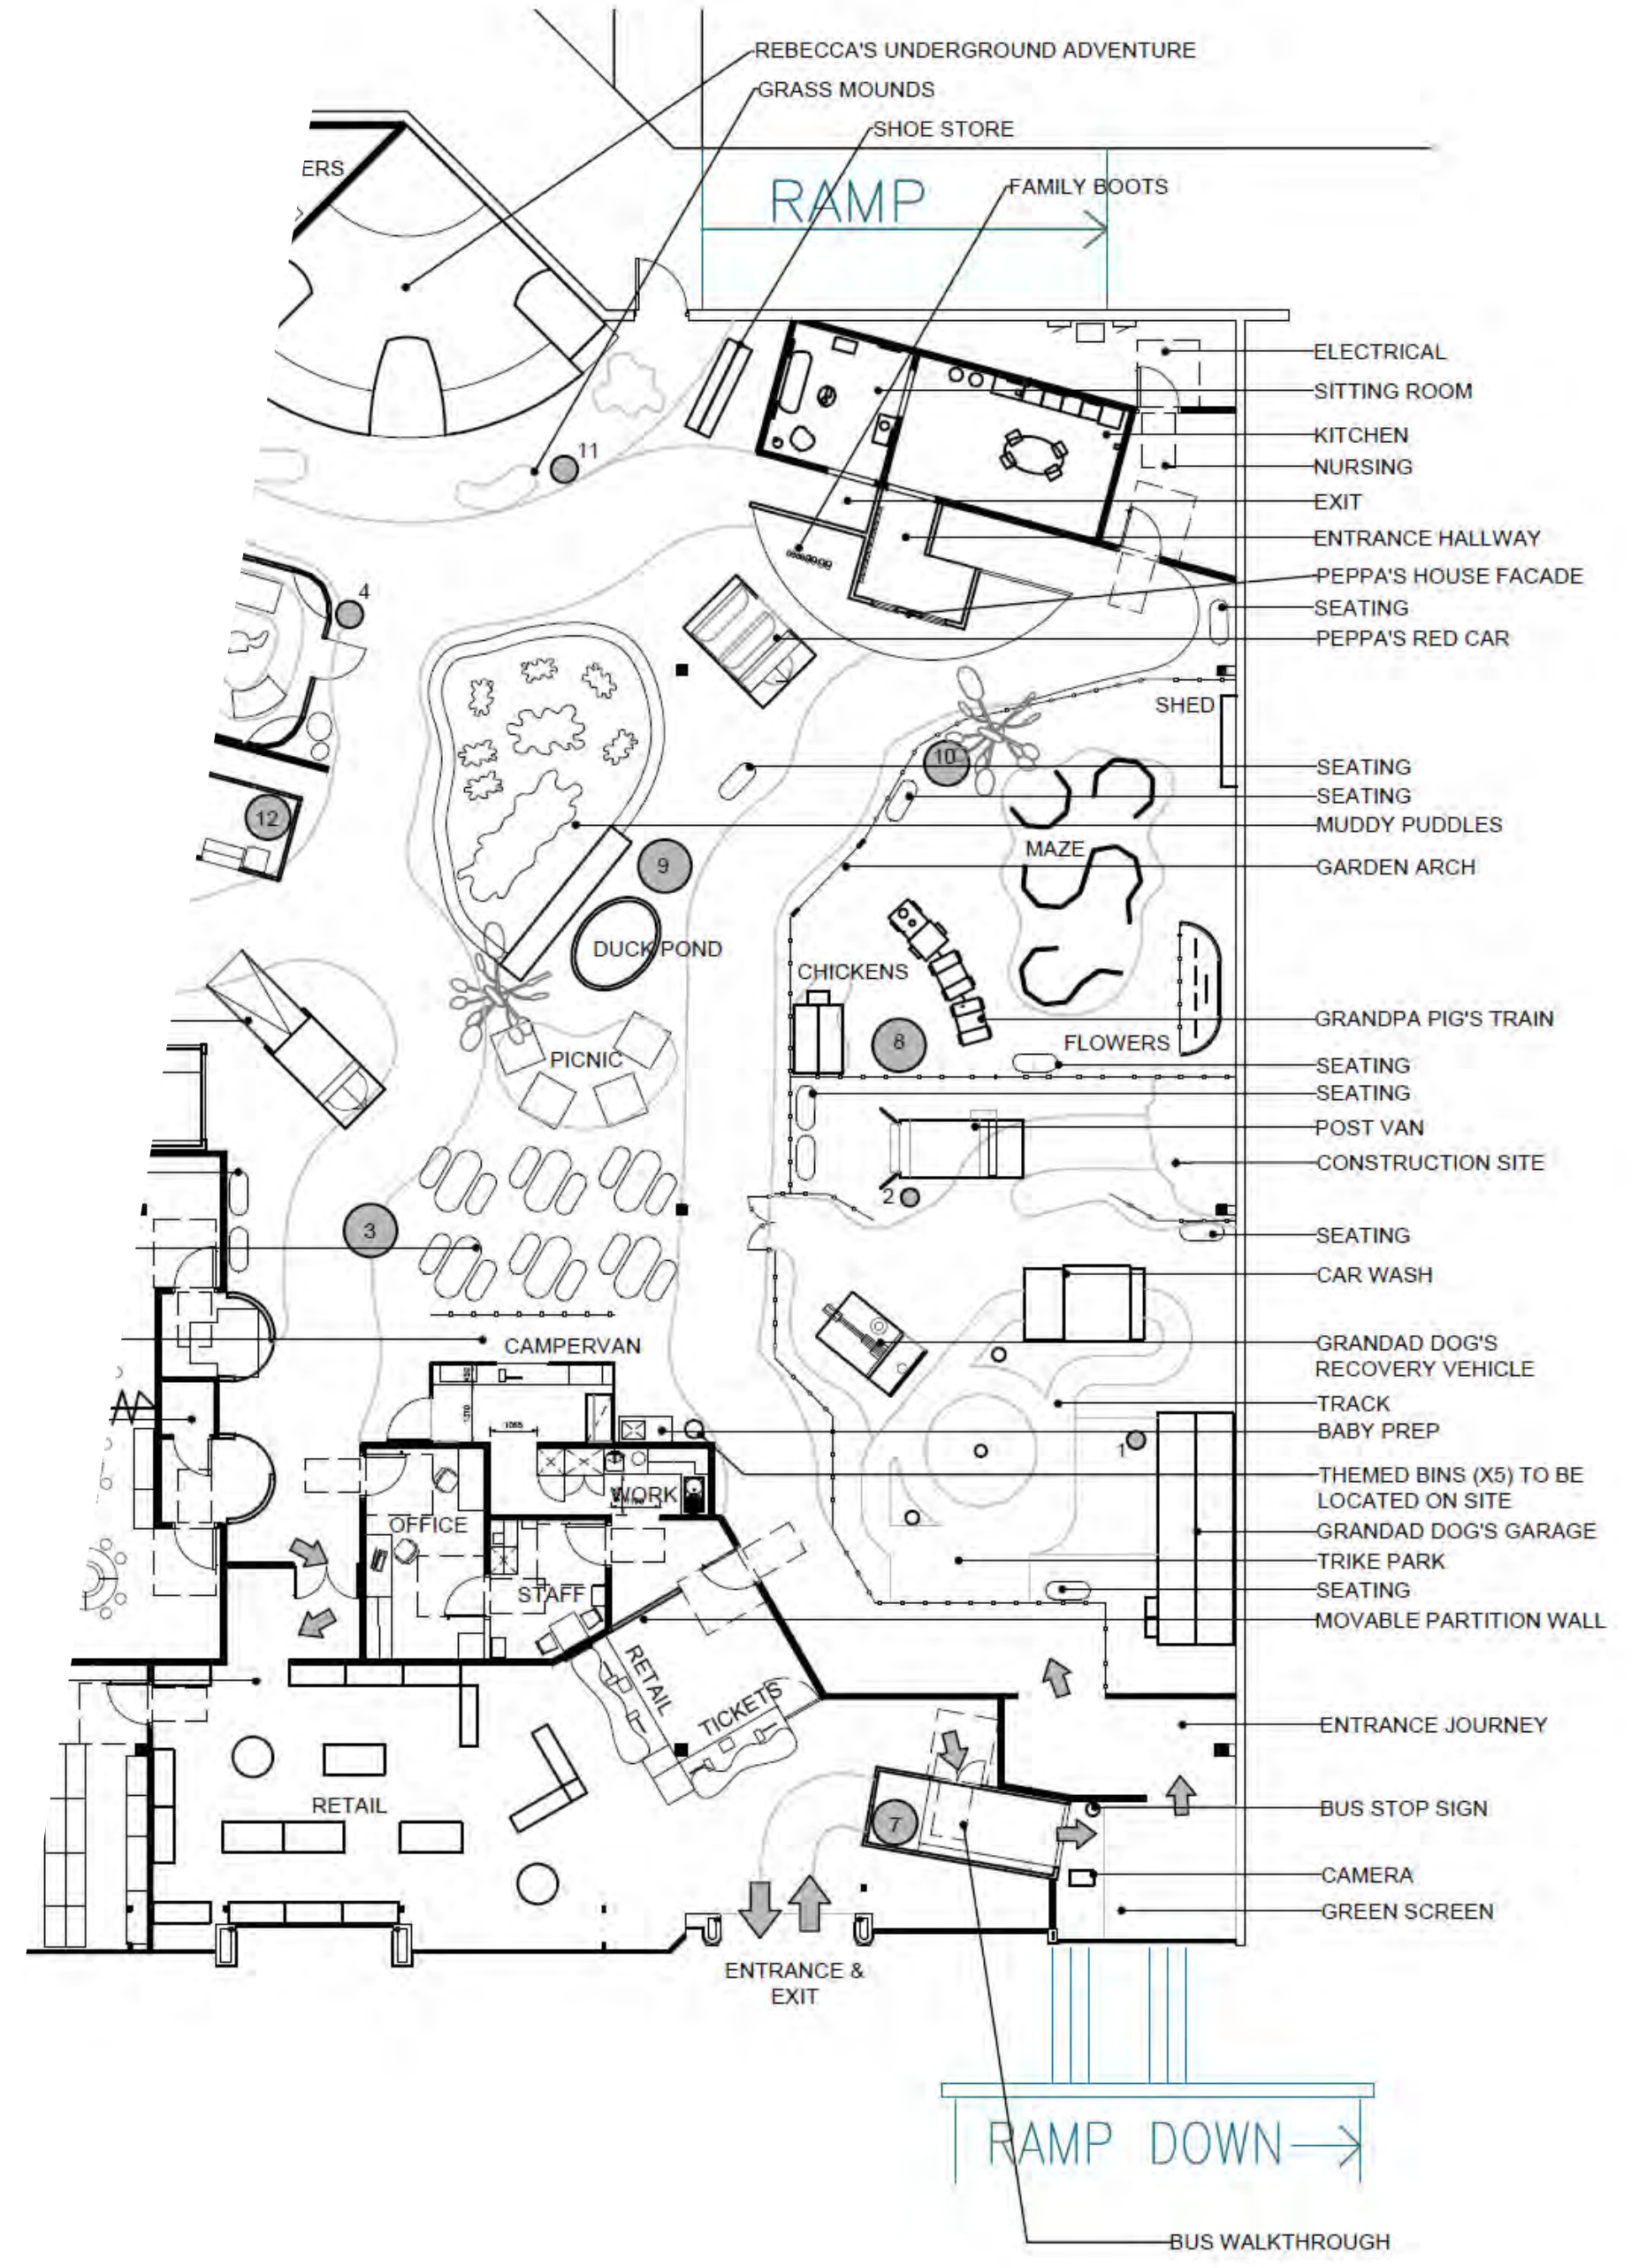 REBECCA'S UNDERGROUND ADVENTURE
GRASS MOUNDS
SHOE STORE
ERS
RAMP
FAMILY BOOTS
ELECTRICAL
SITTING ROOM
KITCHEN
11
NURSING
EXIT
ENTRANCE HALLWAY
PEPPA'S HOUSE FACADE
4
SEATING
PEPPA'S RED CAR
SHED
10
SEATING
SEATING
12
MUDDY PUDDLES
MAZE
9
GARDEN ARCH
DUCK POND
CHICKENS
GRANDPA PIG'S TRAIN
8
FLOWERS
PICNIC
SEATING
SEATING
POST VAN
CONSTRUCTION SITE
2
3
SEATING
CAR WASH
CAMPERVAN
GRANDAD DOG'S
RECOVERY VEHICLE
TRACK
BABY PREP
1
THEMED BINS (X5) TO BE
LOCATED ON SITE
WORK
OFFICE
GRANDAD DOG'S GARAGE
TRIKE PARK
STAFF
SEATING
MOVABLE PARTITION WALL
RETAIL
TICKETS
ENTRANCE JOURNEY
RETAIL
7
BUS STOP SIGN
CAMERA
GREEN SCREEN
ENTRANCE &
EXIT
RAMP DOWN
BUS WALKTHROUGH